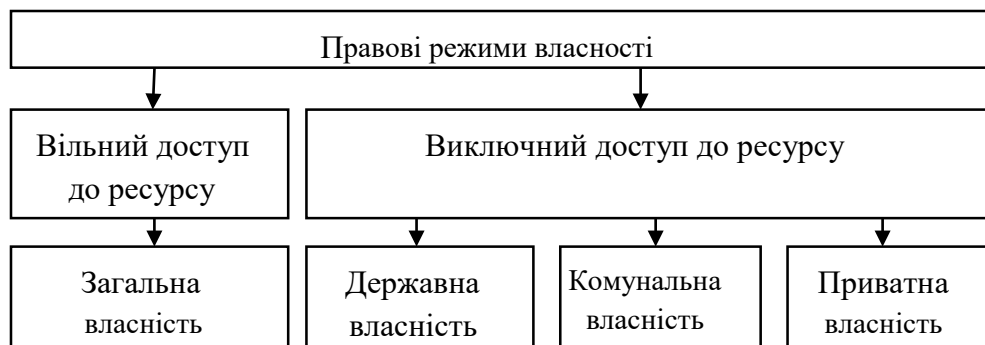 Правові режими власності
Вільний доступ
до ресурсу
Виключний доступ до ресурсу
Загальна
власність
Державна
власність
Комунальна
власність
Приватна
власність